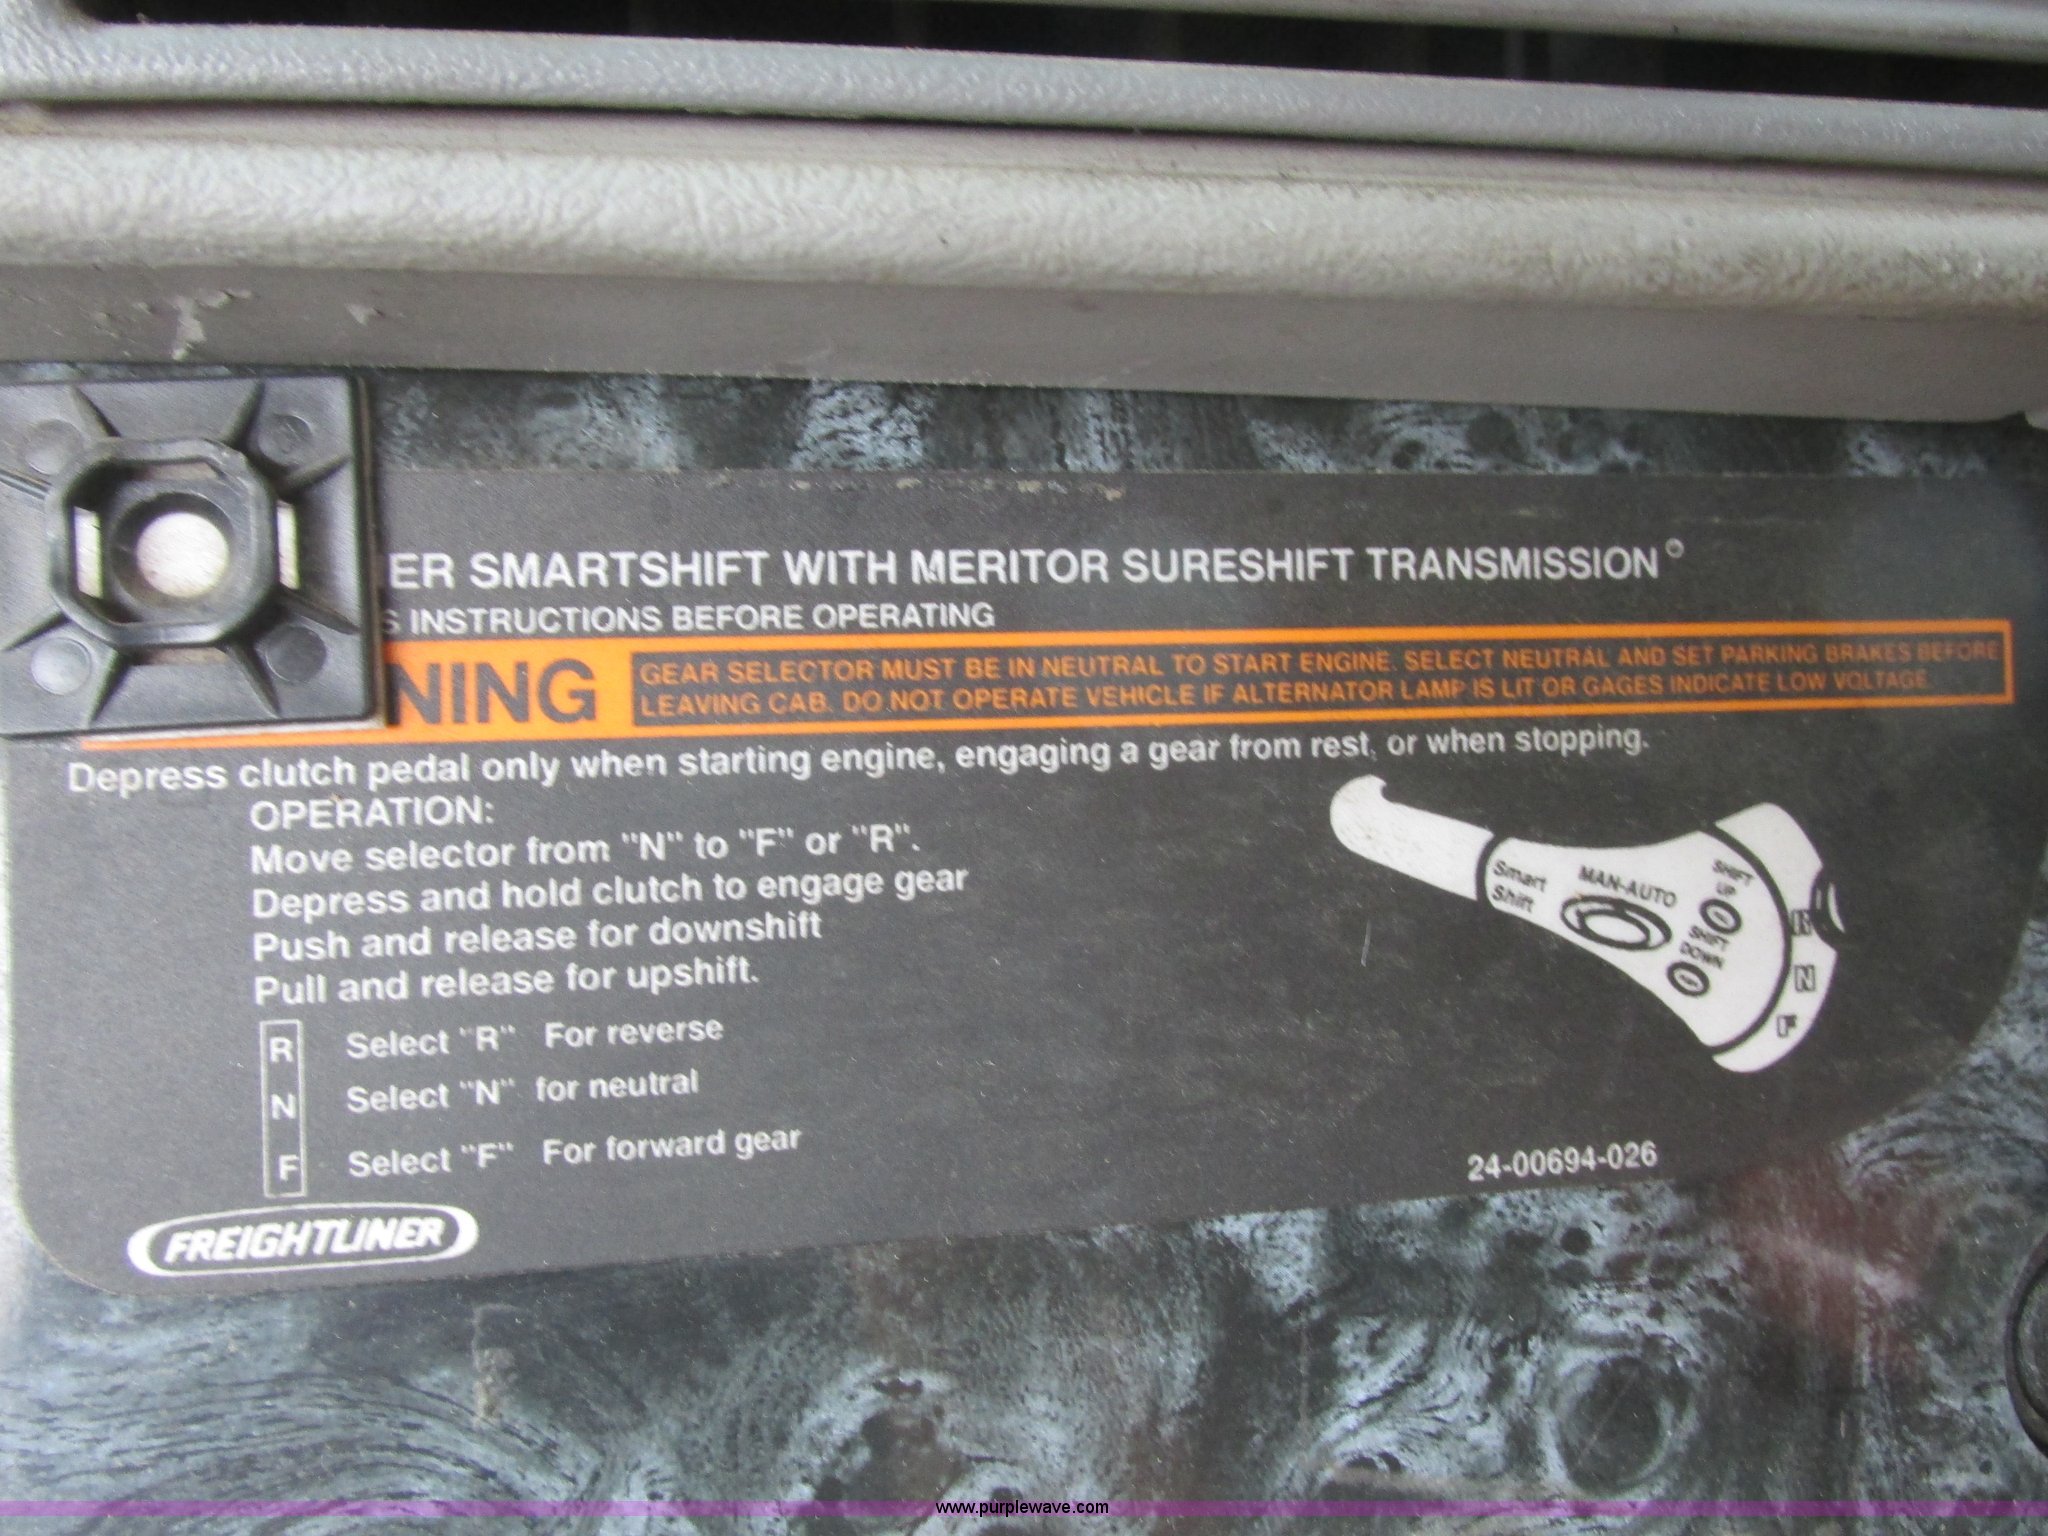 ER SMARTSHIFT WITH MERITOR SURESHIFT TRANSMISSION
S INSTRUCTIONS BEFORE OPERATING
NING
GEAR SELECTOR MUST BE IN NEUTRAL TO START ENGINE. SELECT NEUTRAL AND SET PARKING BRAKES BEFORE
LEAVING CAB. DO NOT OPERATE VEHICLE IF ALTERNATOR LAMP IS LIT OR GAGES INDICATE LOW VOLTAGE.
Depress clutch pedal only when starting engine, engaging a gear from rest, or when stopping.
OPERATION:
Move selector from "N" to "F" or "R".
Depress and hold clutch to engage gear
Push and release for downshift
Pull and release for upshift.
R Select "R" For reverse
N Select "N" for neutral
F Select "F" For forward gear
Smart
Shift
MAN-AUTO
SHIFT
UP
SHIFT
DOWN
R
N
F
24-00694-026
FREIGHTLINER
www.purplewave.com